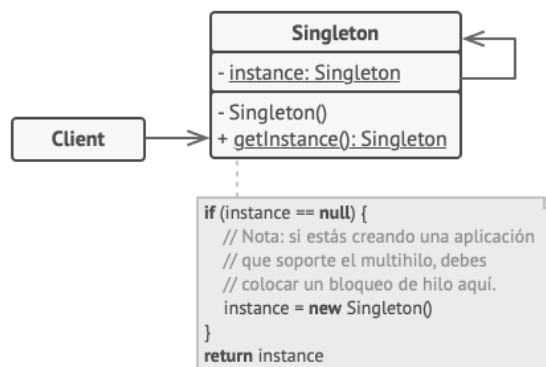 Singleton
- instance: Singleton
- Singleton()
+ getInstance(): Singleton
Client
if (instance == null) {
// Nota: si estás creando una aplicación
// que soporte el multihilo, debes
// colocar un bloqueo de hilo aquí.
instance = new Singleton()
}
return instance